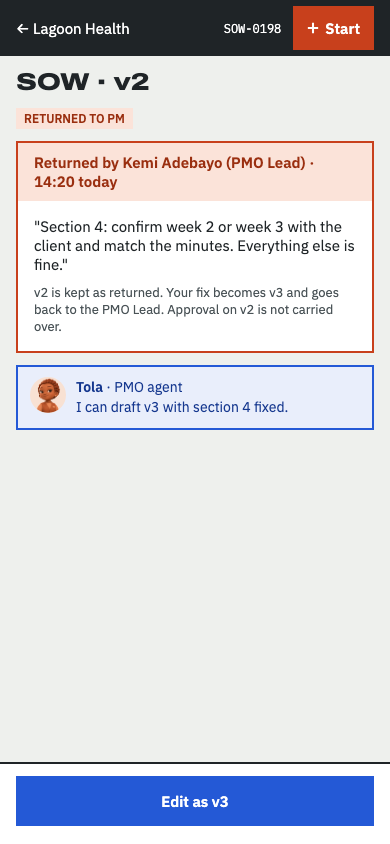 ← Lagoon Health
SOW-0198
+ Start
SOW · v2
RETURNED TO PM
Returned by Kemi Adebayo (PMO Lead) ·
14:20 today
"Section 4: confirm week 2 or week 3 with the
client and match the minutes. Everything else is
fine."
v2 is kept as returned. Your fix becomes v3 and goes
back to the PMO Lead. Approval on v2 is not carried
over.
Tola · PMO agent
I can draft v3 with section 4 fixed.
Edit as v3